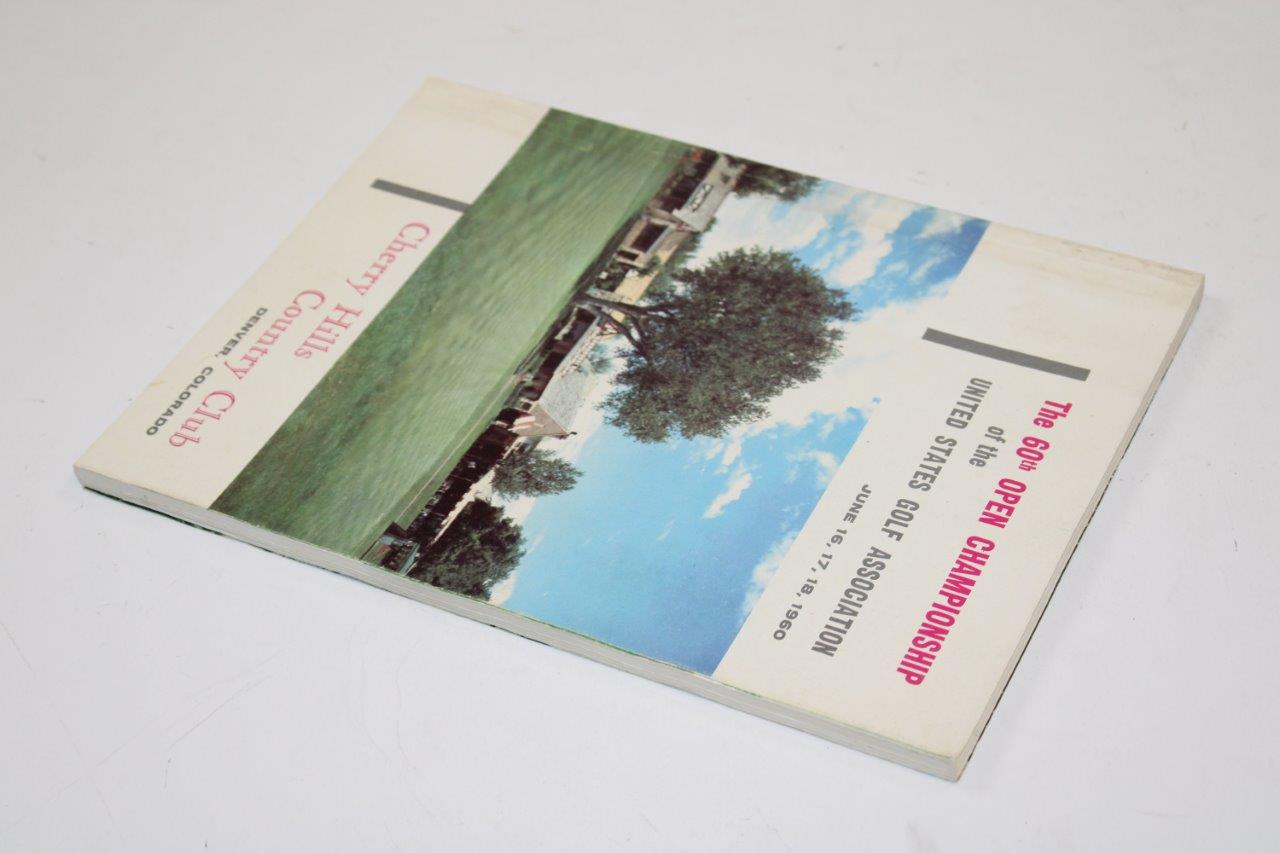 The 60th OPEN CHAMPIONSHIP
of the
UNITED STATES GOLF ASSOCIATION
JUNE 16, 17, 18, 1960
Cherry Hills
Country Club
DENVER, COLORADO